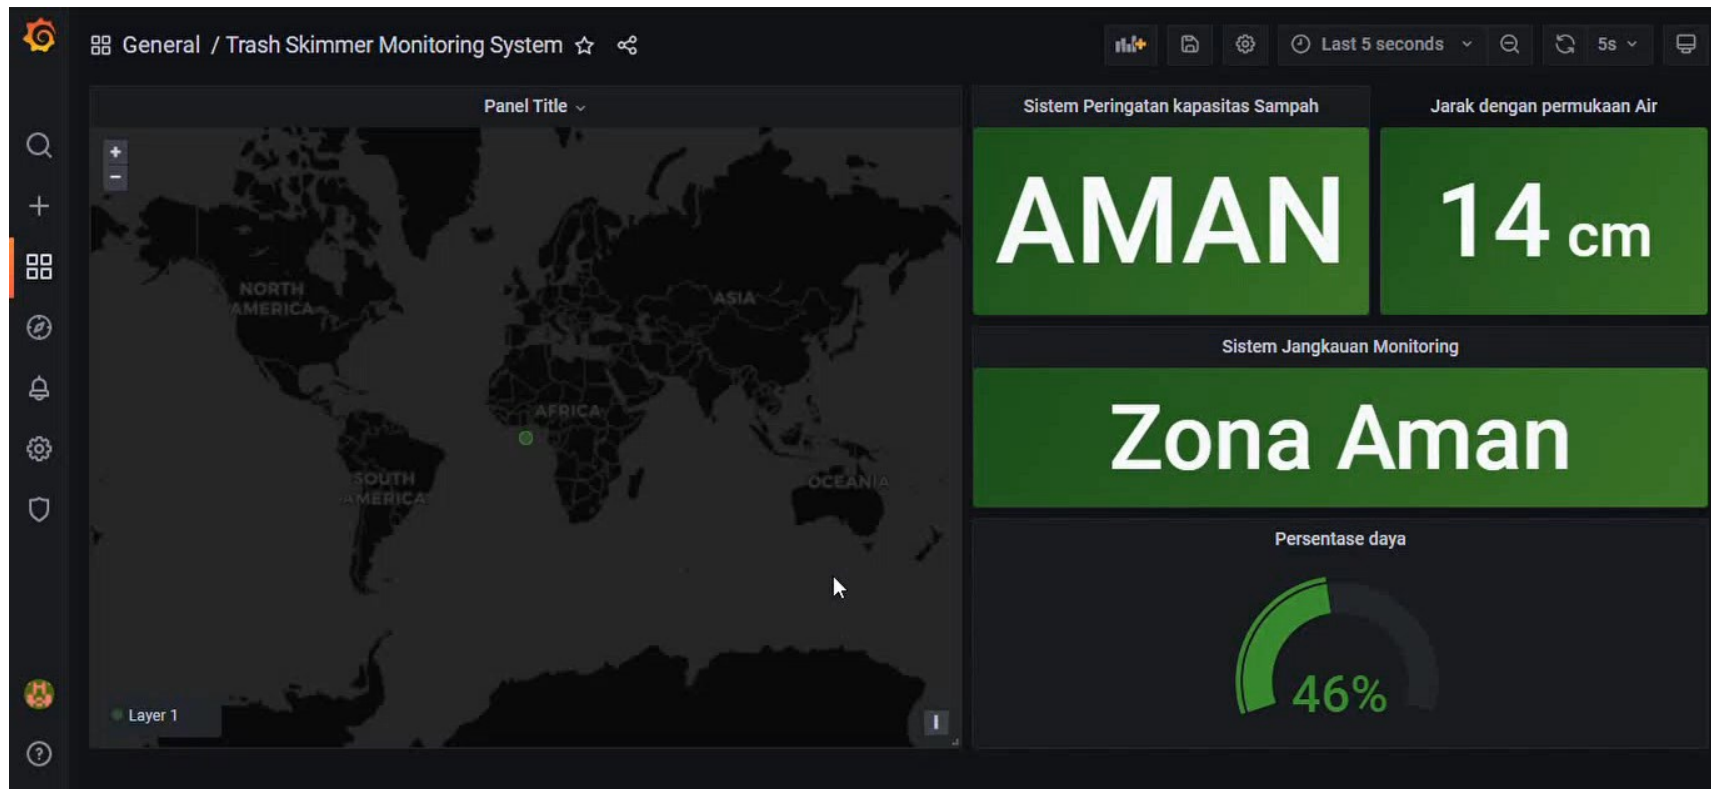 General / Trash Skimmer Monitoring System
Last 5 seconds
5s
Panel Title
+
−
NORTH
AMERICA
ASIA
AFRICA
SOUTH
AMERICA
OCEANIA
Layer 1
I
Sistem Peringatan kapasitas Sampah
AMAN
Jarak dengan permukaan Air
14 cm
Sistem Jangkauan Monitoring
Zona Aman
Persentase daya
46%